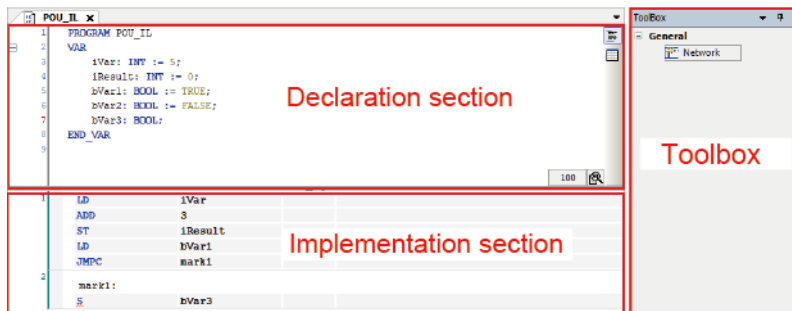 POU_IL x
1 PROGRAM POU_IL
2 VAR
3 iVar: INT := 5;
4 iResult: INT := 0;
5 bVar1: BOOL := TRUE;
6 bVar2: BOOL := FALSE;
7 bVar3: BOOL;
8 END_VAR
9
Declaration section
100
1 LD iVar
ADD 3
ST iResult
LD bVar1
JMPC mark1
Implementation section
2
mark1:
S bVar3
ToolBox
General
Network
Toolbox